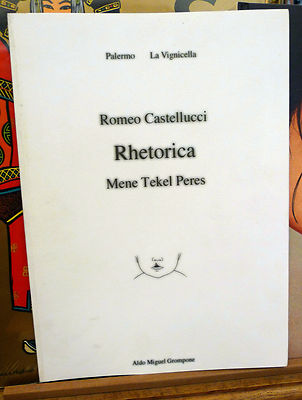 Palermo La Vignicella
Romeo Castellucci
Rhetorica
Mene Tekel Peres
Aldo Miguel Grompone